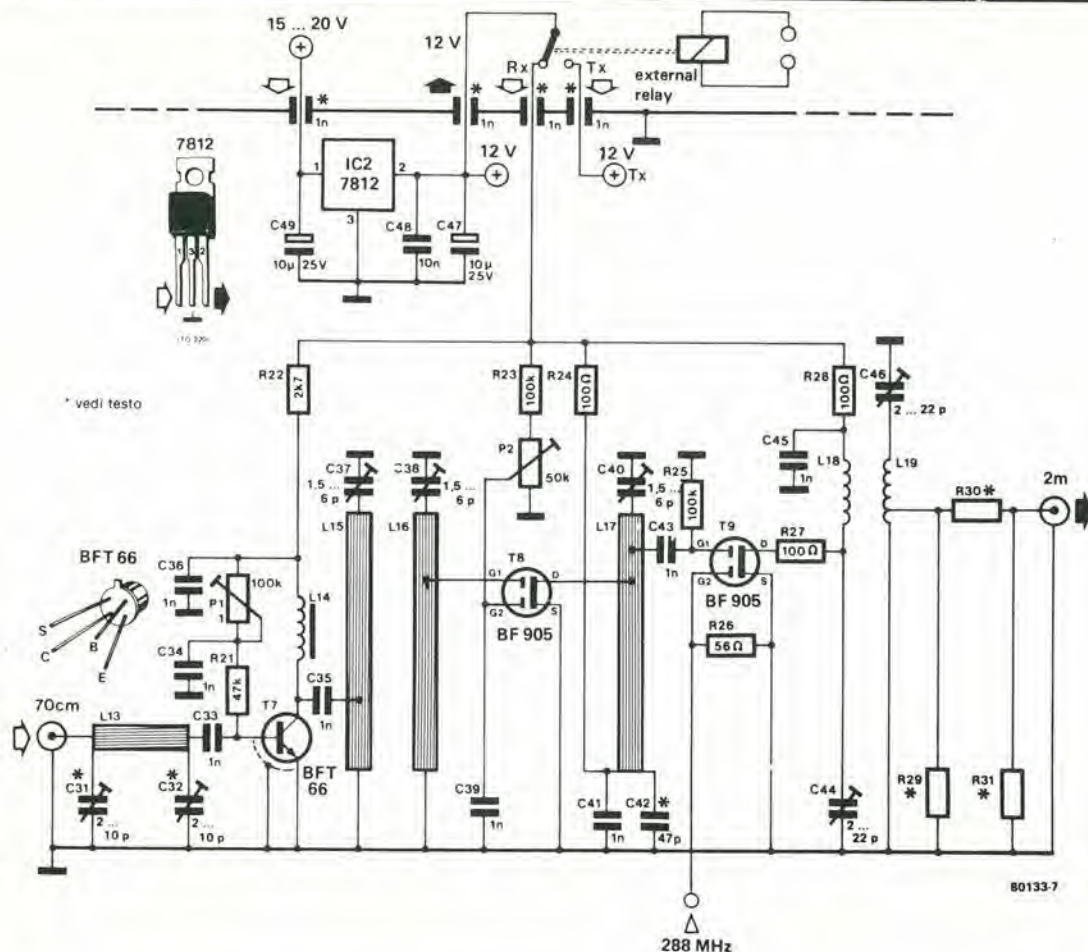 15 ... 20 V
12 V
Rx
Tx
external
relay
*
1n
*
1n
*
1n
*
1n
7812
1
3
2
1
IC2
7812
2
3
12 V
12 V
Tx
C49
10µ
25V
C48
10n
C47
10µ
25V
* vedi testo
R22
2k7
R23
100k
R24
100Ω
R28
100Ω
C46
2 ... 22 p
P2
50k
C45
1n
L18
L19
C37
1,5 ...
6 p
C38
1,5 ...
6 p
C40
1,5 ...
6 p
R25
100k
R30*
2m
L15
L16
L17
C43
1n
T9
G1
D
G2
S
BF 905
R27
100Ω
R26
56Ω
T8
G1
D
G2
S
BF 905
BFT 66
S
C
B
E
C36
1n
100k
P1
L14
C34
1n
R21
47k
C35
1n
T7
BFT
66
70cm
L13
C33
1n
*
C31
2 ...
10 p
*
C32
2 ...
10 p
C39
1n
C41
1n
C42
*
47p
C44
2 ...
22 p
R29
*
R31
*
80133-7
288 MHz